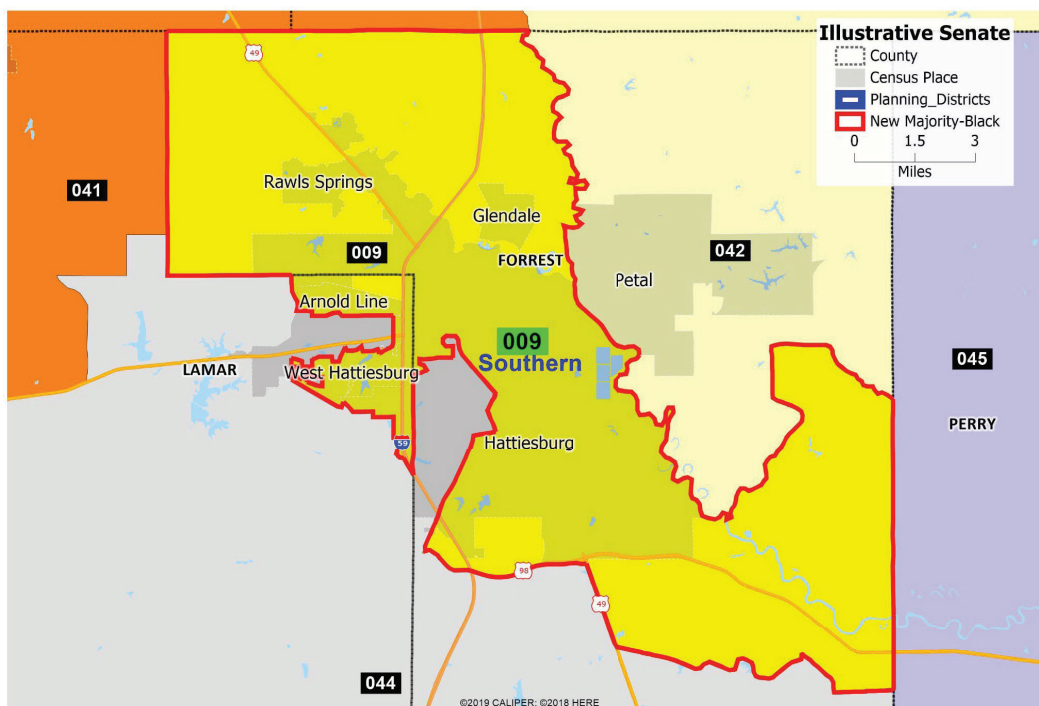 Illustrative Senate
County
Census Place
Planning_Districts
New Majority-Black
0 1.5 3
Miles
49
041
Rawls Springs
Glendale
009
FORREST
042
Petal
Arnold Line
009
Southern
045
LAMAR
West Hattiesburg
PERRY
59
Hattiesburg
98
49
044
©2019 CALIPER; ©2018 HERE